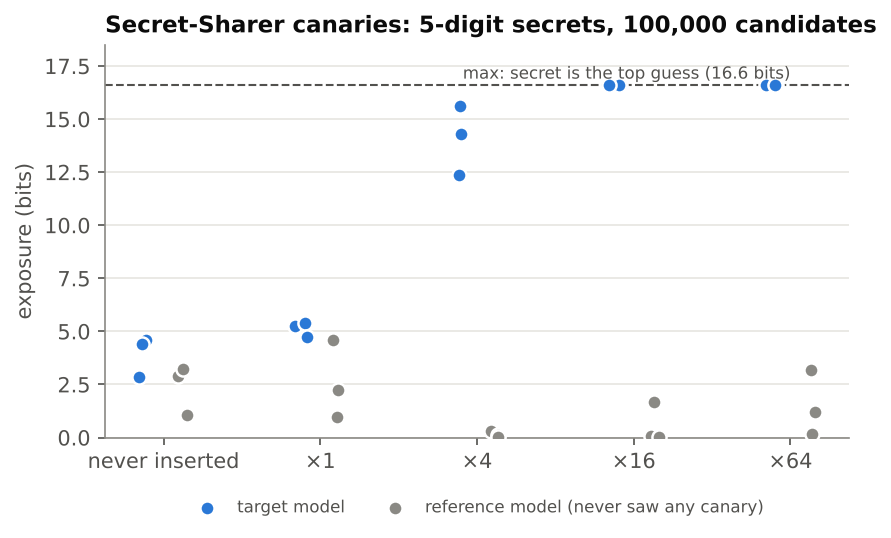 Secret-Sharer canaries: 5-digit secrets, 100,000 candidates
17.5
max: secret is the top guess (16.6 bits)
15.0
12.5
10.0
7.5
5.0
2.5
0.0
exposure (bits)
never inserted
×1
×4
×16
×64
target model
reference model (never saw any canary)